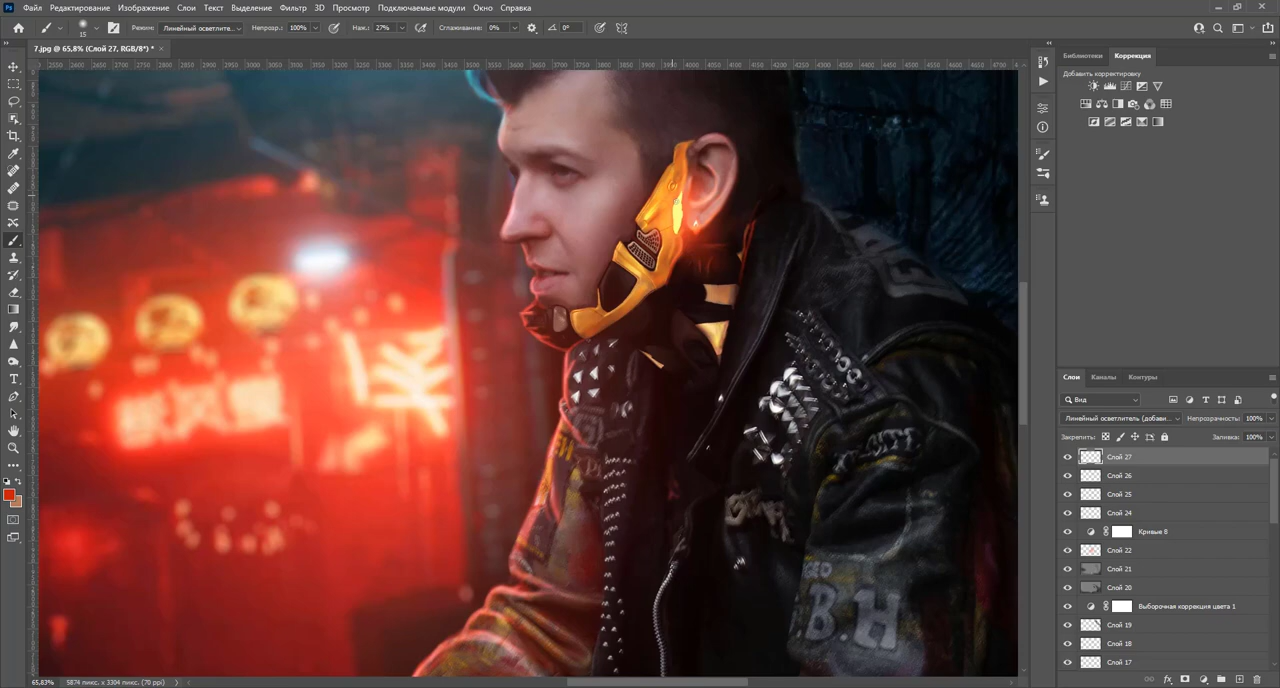 Файл Редактирование Изображение Слои Текст Выделение Фильтр 3D Просмотр Подключаемые модули Окно Справка
15 Режим: Линейный осветлите... Непрозр.: 100% Наж.: 27% Сглаживание: 0% 0°
7.jpg @ 65,8% (Слой 27, RGB/8*) *
Библиотеки Коррекция
Добавить корректировку
Слои Каналы Контуры
Вид
Линейный осветлитель (добави... Непрозрачность: 100%
Закрепить: Заливка: 100%
Слой 27
Слой 26
Слой 25
Слой 24
Кривые 8
Слой 22
Слой 21
Слой 20
Выборочная коррекция цвета 1
Слой 19
Слой 18
Слой 17
B.H
65,83% 5874 пикс. x 3304 пикс. (70 ppi)